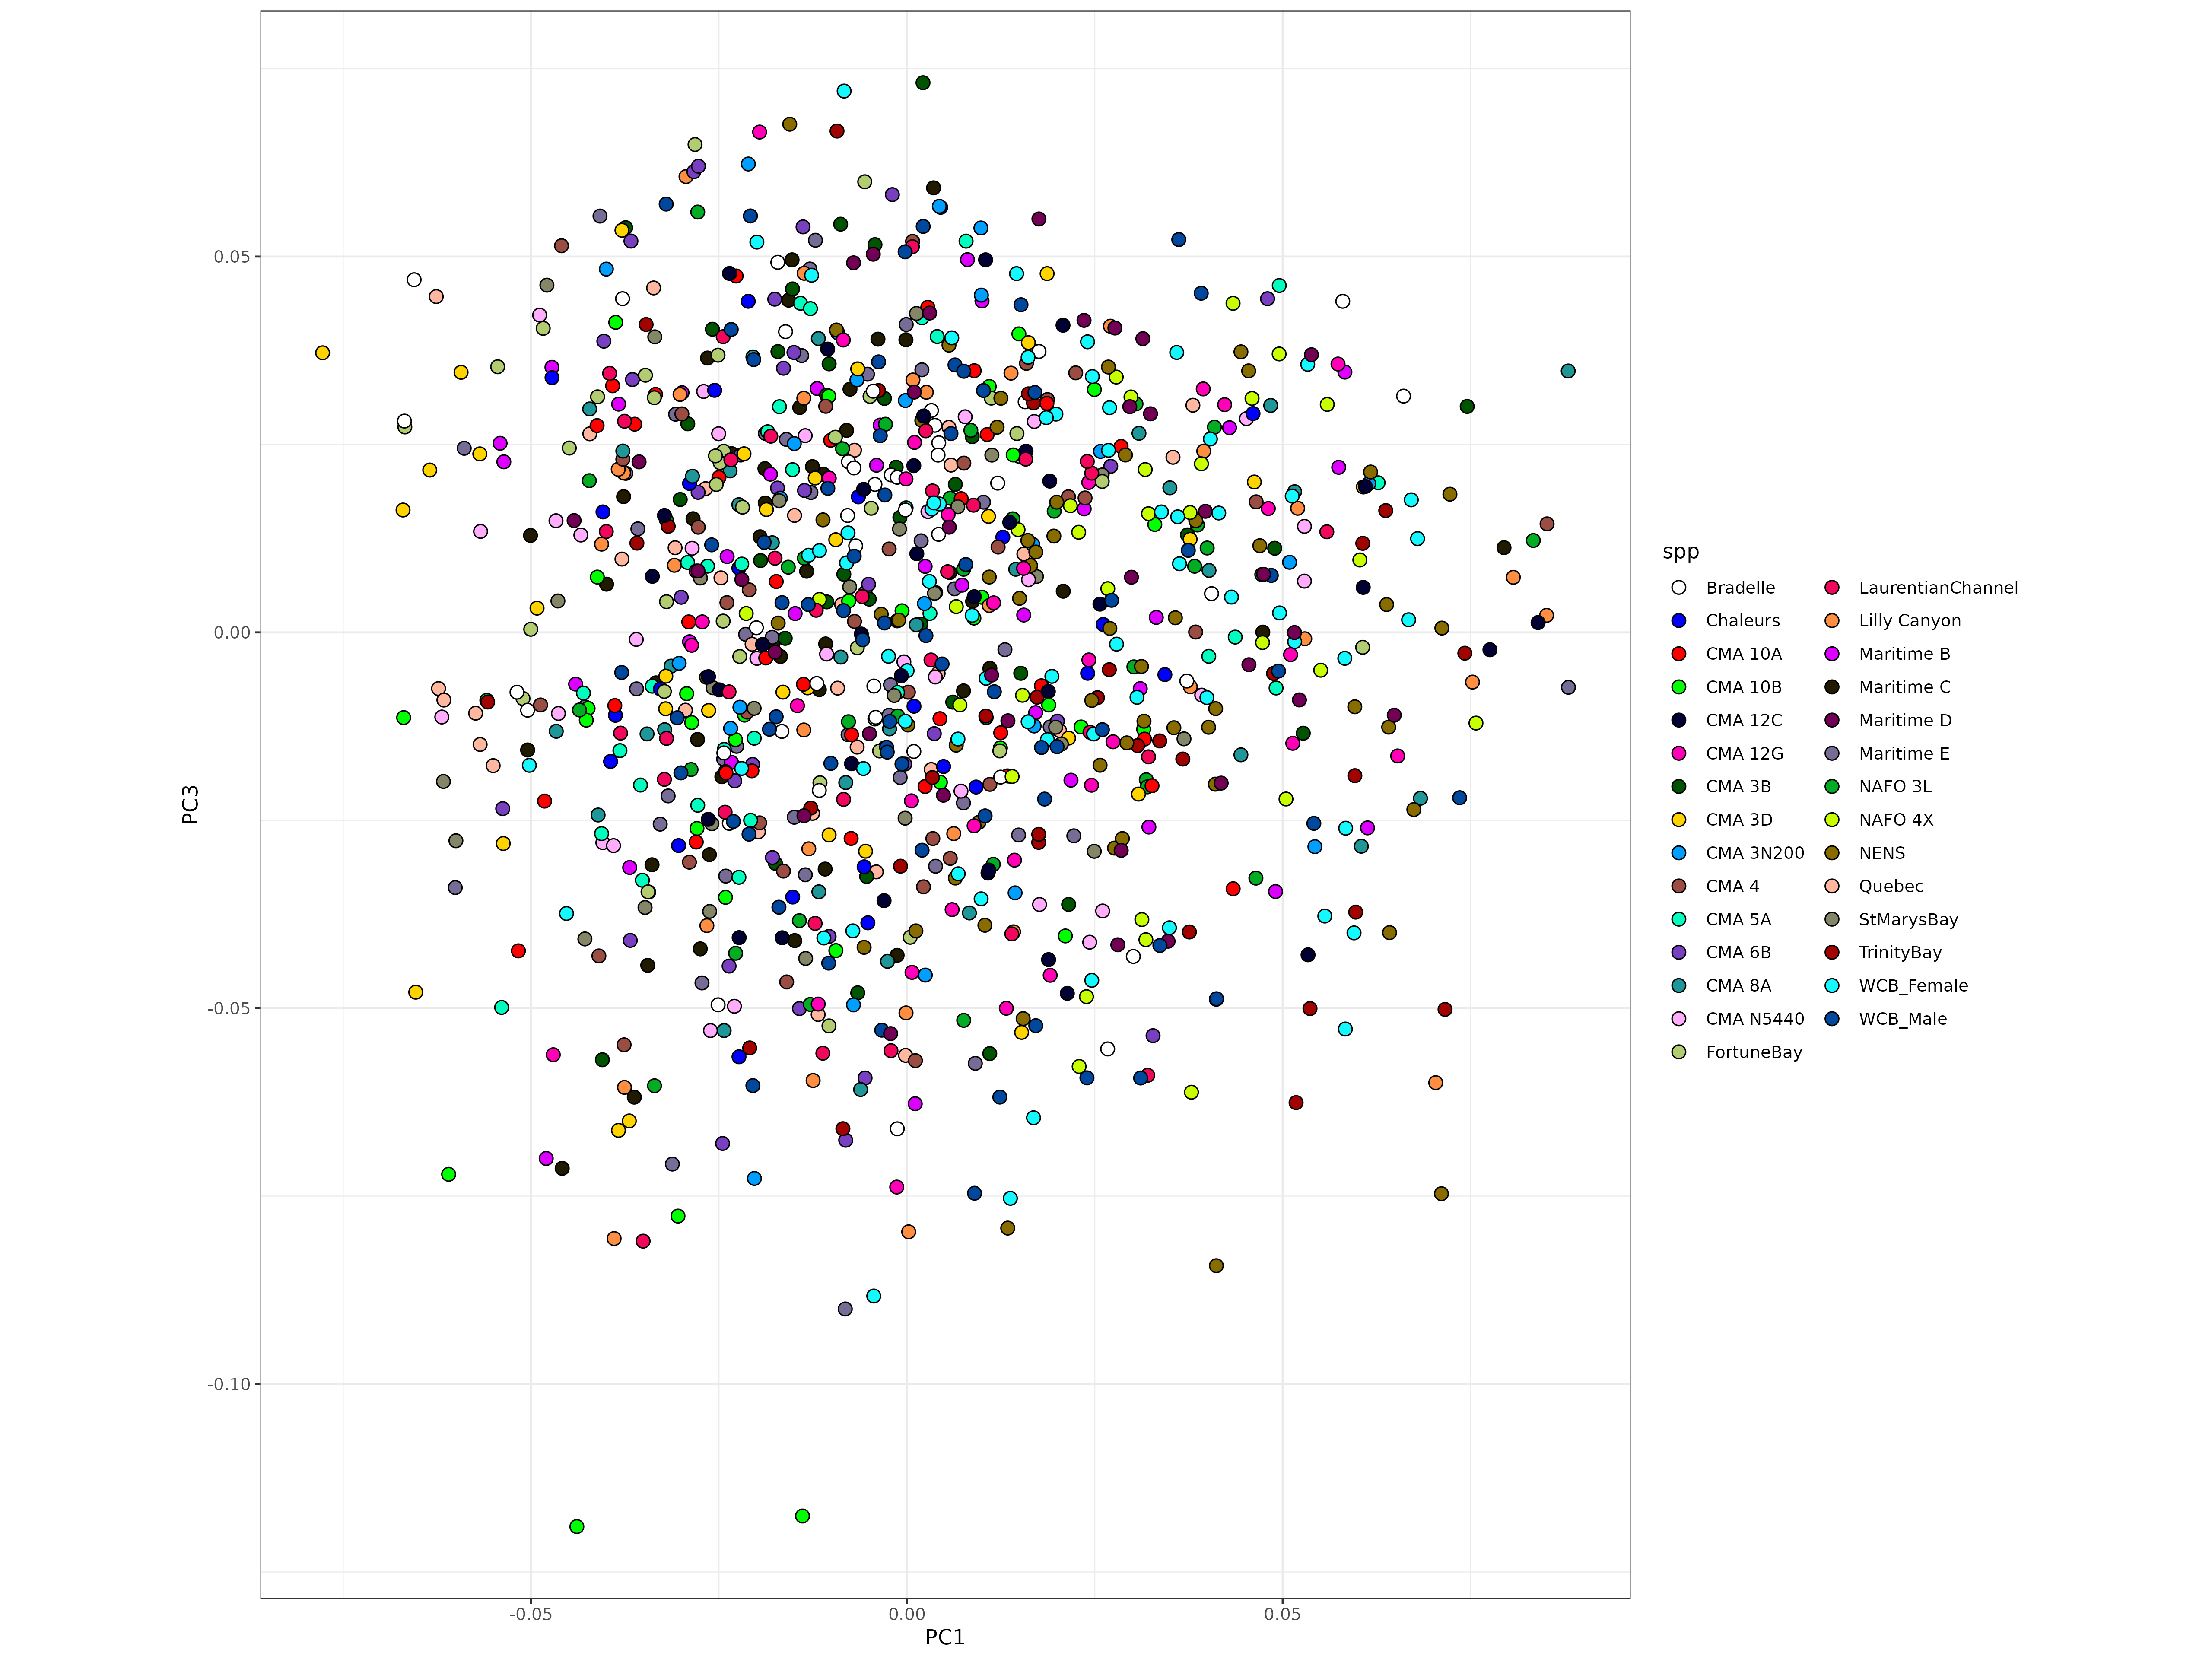 0.05
0.00
-0.05
-0.10
PC3
-0.05
0.00
0.05
PC1
spp
Bradelle
Chaleurs
CMA 10A
CMA 10B
CMA 12C
CMA 12G
CMA 3B
CMA 3D
CMA 3N200
CMA 4
CMA 5A
CMA 6B
CMA 8A
CMA N5440
FortuneBay
LaurentianChannel
Lilly Canyon
Maritime B
Maritime C
Maritime D
Maritime E
NAFO 3L
NAFO 4X
NENS
Quebec
StMarysBay
TrinityBay
WCB_Female
WCB_Male